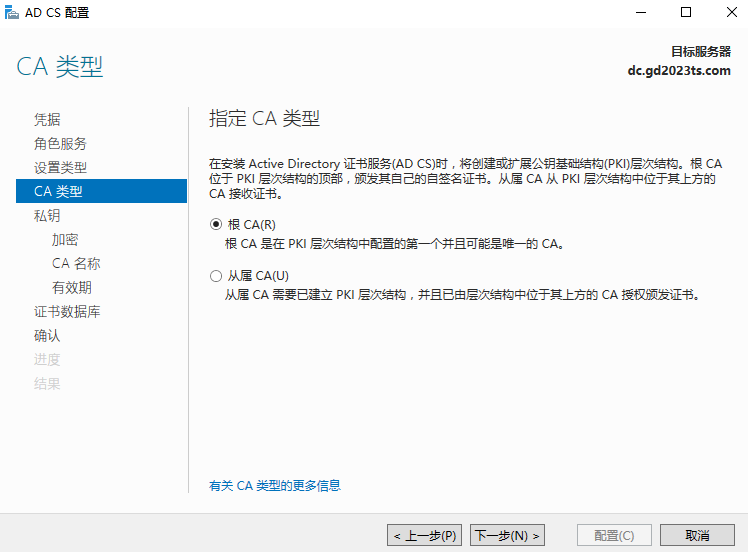 AD CS 配置
CA 类型
目标服务器
dc.gd2023ts.com
凭据
角色服务
设置类型
CA 类型
私钥
加密
CA 名称
有效期
证书数据库
确认
进度
结果
指定 CA 类型
在安装 Active Directory 证书服务(AD CS)时，将创建或扩展公钥基础结构(PKI)层次结构。根 CA
位于 PKI 层次结构的顶部，颁发其自己的自签名证书。从属 CA 从 PKI 层次结构中位于其上方的
CA 接收证书。
根 CA(R)
根 CA 是在 PKI 层次结构中配置的第一个并且可能是唯一的 CA。
从属 CA(U)
从属 CA 需要已建立 PKI 层次结构，并且已由层次结构中位于其上方的 CA 授权颁发证书。
有关 CA 类型的更多信息
< 上一步(P)
下一步(N) >
配置(C)
取消